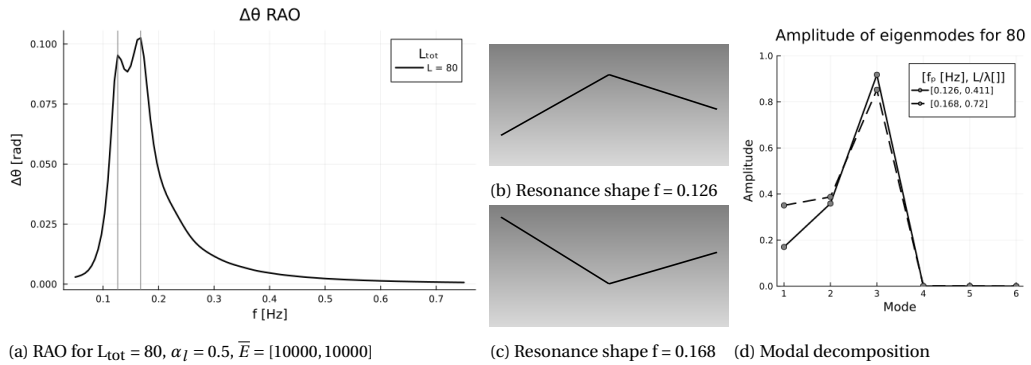 Δθ RAO
Δθ [rad]
0.100
0.075
0.050
0.025
0.000
Lₜₒₜ
L = 80
0.1 0.2 0.3 0.4 0.5 0.6 0.7
f [Hz]
(a) RAO for L_tot = 80, α_l = 0.5, E̅ = [10000,10000]
(b) Resonance shape f = 0.126
(c) Resonance shape f = 0.168
Amplitude of eigenmodes for 80
Amplitude
1.0
0.8
0.6
0.4
0.2
0.0
[fₚ [Hz], L/λ[]]
[0.126, 0.411]
[0.168, 0.72]
1 2 3 4 5 6
Mode
(d) Modal decomposition